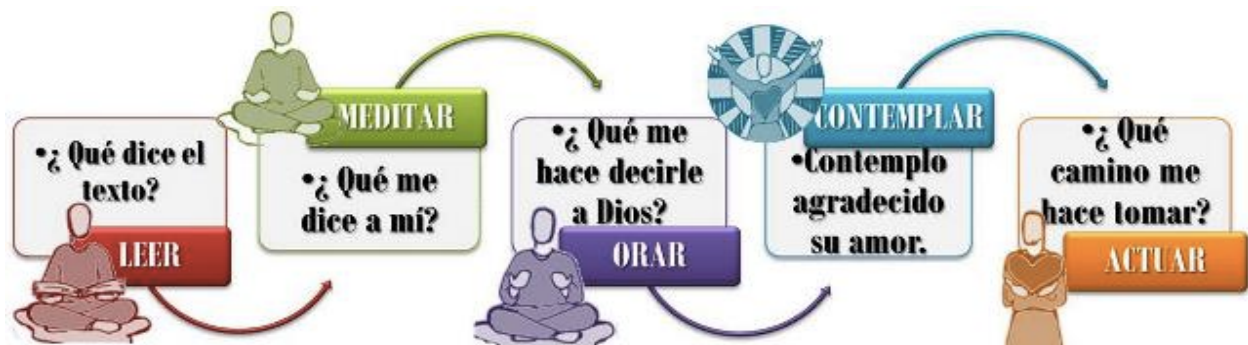 •¿ Qué dice el
texto?
LEER
MEDITAR
•¿ Qué me
dice a mí?
•¿ Qué me
hace decirle
a Dios?
ORAR
CONTEMPLAR
•Contemplo
agradecido
su amor.
•¿ Qué
camino me
hace tomar?
ACTUAR